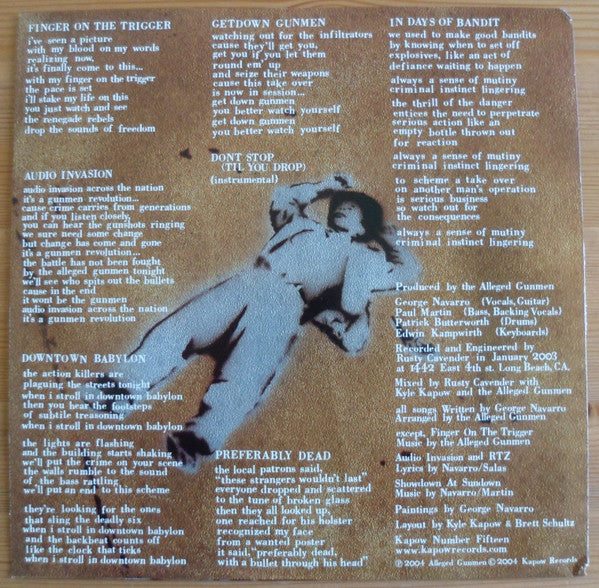 FINGER ON THE TRIGGER
i've seen a picture
with my blood on my words
realizing now,
it's finally come to this...
with my finger on the trigger
the pace is set
i'll stake my life on this
you just watch and see
the renegade rebels
drop the sounds of freedom
AUDIO INVASION
audio invasion across the nation
it's a gunmen revolution...
cause crime carries from generations
and if you listen closely,
you can hear the gunshots ringing
we sure need some change
but change has come and gone
it's a gunmen revolution...
the battle has not been fought
by the alleged gunmen tonight
we'll see who spits out the bullets
cause in the end
it wont be the gunmen
audio invasion across the nation
it's a gunmen revolution
DOWNTOWN BABYLON
the action killers are
plaguing the streets tonight
when i stroll in downtown babylon
then you hear the footsteps
of subtile reasoning
when i stroll in downtown babylon
the lights are flashing
and the building starts shaking
we'll put the crime on your scene
the walls rumble to the sound
of the bass rattling
we'll put an end to this scheme
they're looking for the ones
that sling the deadly six
when i stroll in downtown babylon
and the backbeat counts off
like the clock that ticks
when i stroll in downtown babylon
GETDOWN GUNMEN
watching out for the infiltrators
cause they'll get you,
get you if you let them
round em' up
and seize their weapons
cause this take over
is now in session...
get down gunmen
you better watch yourself
get down gunmen
you better watch yourself
DONT STOP
(TIL YOU DROP)
(instrumental)
PREFERABLY DEAD
the local patrons said,
"these strangers wouldn't last"
everyone dropped and scattered
to the tune of broken glass
then they all looked up,
one reached for his holster
recognized my face
from a wanted poster
it said, "preferably dead,
with a bullet through his head"
IN DAYS OF BANDIT
we used to make good bandits
by knowing when to set off
explosives, like an act of
defiance waiting to happen
always a sense of mutiny
criminal instinct lingering
the thrill of the danger
entices the need to perpetrate
serious action like an
empty bottle thrown out
for reaction
always a sense of mutiny
criminal instinct lingering
to scheme a take over
on another man's operation
is serious business
so watch out for
the consequences
always a sense of mutiny
criminal instinct lingering
Produced by the Alleged Gunmen
George Navarro (Vocals, Guitar)
Paul Martin (Bass, Backing Vocals)
Patrick Butterworth (Drums)
Edwin Kampwirth (Keyboards)
Recorded and Engineered by
Rusty Cavender in January 2003
at 1442 East 4th st. Long Beach, CA.
Mixed by Rusty Cavender with
Kyle Kapow and the Alleged Gunmen
all songs Written by George Navarro
Arranged by the Alleged Gunmen
except, Finger On The Trigger
Music by the Alleged Gunmen
Audio Invasion and RTZ
Lyrics by Navarro/Salas
Showdown At Sundown
Music by Navarro/Martin
Paintings by George Navarro
Layout by Kyle Kapow & Brett Schultz
Kapow Number Fifteen
www.kapowrecords.com
℗ 2004 Alleged Gunmen © 2004 Kapow Records